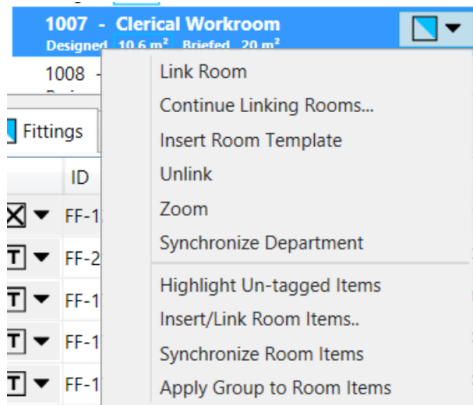 1007 - Clerical Workroom
Designed 10.6 m² Briefed 20 m²
1008 -
Link Room
Continue Linking Rooms...
Insert Room Template
Unlink
Zoom
Synchronize Department
Highlight Un-tagged Items
Insert/Link Room Items..
Synchronize Room Items
Apply Group to Room Items
Fittings
ID
FF-1
T FF-2
T FF-1
T FF-1
T FF-1